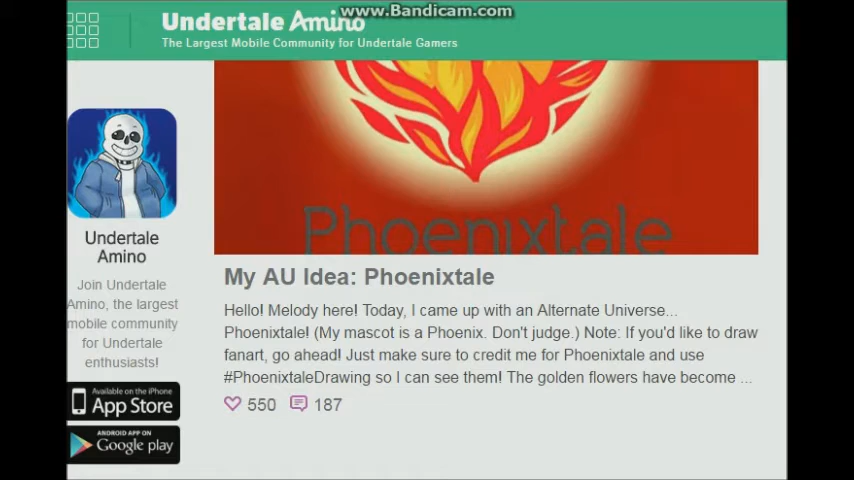 www.Bandicam.com
Undertale Amino
The Largest Mobile Community for Undertale Gamers
Phoenixtale
Undertale
Amino
Join Undertale
Amino, the largest
mobile community
for Undertale
enthusiasts!
Available on the iPhone
App Store
ANDROID APP ON
Google play
My AU Idea: Phoenixtale
Hello! Melody here! Today, I came up with an Alternate Universe...
Phoenixtale! (My mascot is a Phoenix. Don't judge.) Note: If you'd like to draw
fanart, go ahead! Just make sure to credit me for Phoenixtale and use
#PhoenixtaleDrawing so I can see them! The golden flowers have become ...
550 187